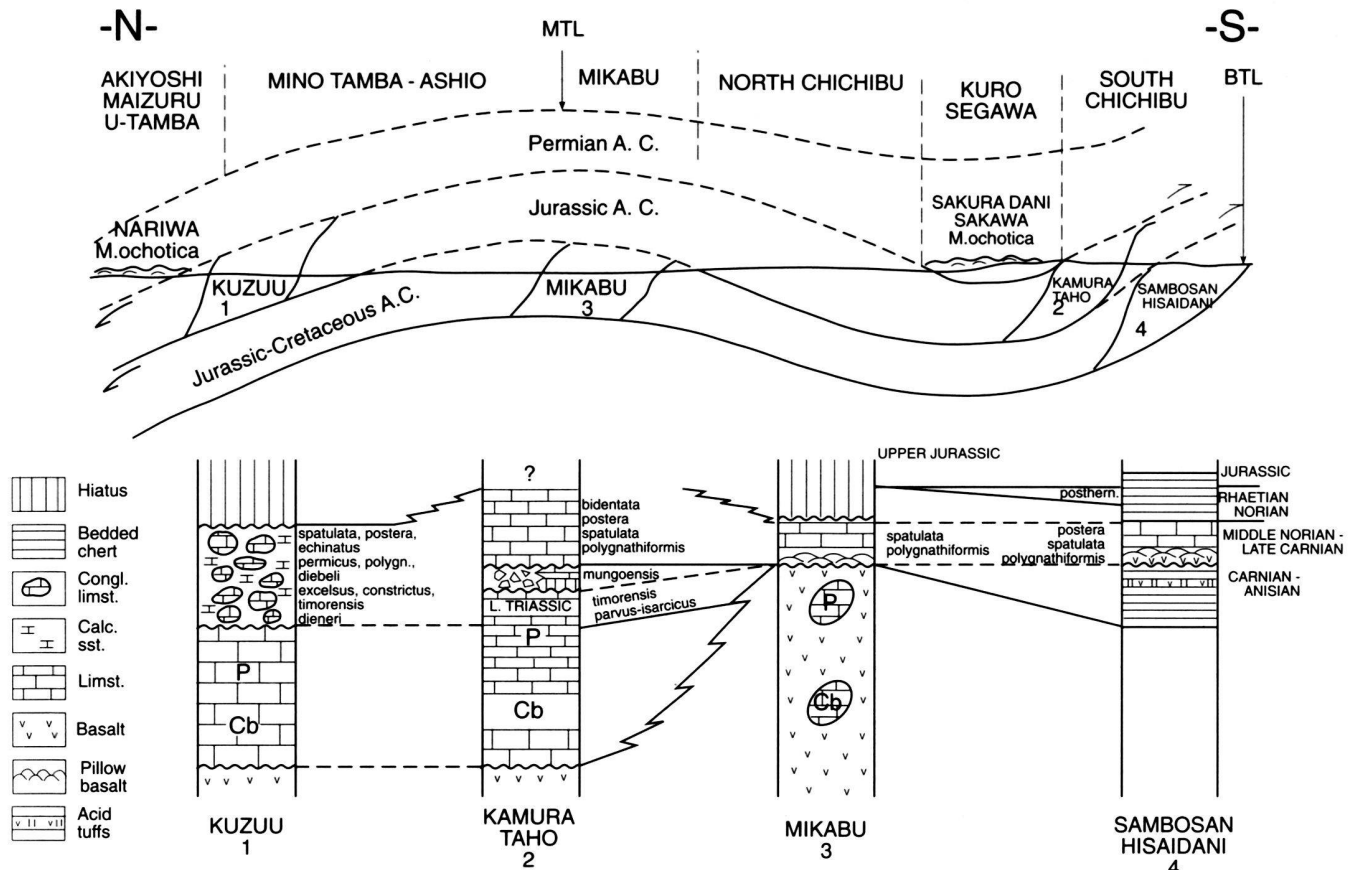 -N-
-S-
MTL
BTL
AKIYOSHI
MAIZURU
U-TAMBA
MINO TAMBA - ASHIO
MIKABU
NORTH CHICHIBU
KURO
SEGAWA
SOUTH
CHICHIBU
Permian A. C.
Jurassic A. C.
NARIWA
M.ochotica
SAKURA DANI
SAKAWA
M.ochotica
KUZUU
1
MIKABU
3
KAMURA
TAHO
2
SAMBOSAN
HISAIDANI
4
Jurassic-Cretaceous A.C.
Hiatus
Bedded
chert
Congl.
limst.
Calc.
sst.
Limst.
Basalt
Pillow
basalt
Acid
tuffs
spatulata, postera,
echinatus
permicus, polygn.,
diebeli
excelsus, constrictus,
timorensis
dieneri
P
Cb
KUZUU
1
?
bidentata
postera
spatulata
polygnathiformis
mungoensis
L. TRIASSIC
timorensis
parvus-isarcicus
P
Cb
KAMURA
TAHO
2
UPPER JURASSIC
spatulata
polygnathiformis
P
Cb
MIKABU
3
posthern.
postera
spatulata
polygnathiformis
JURASSIC
RHAETIAN
NORIAN
MIDDLE NORIAN -
LATE CARNIAN
CARNIAN -
ANISIAN
SAMBOSAN
HISAIDANI
4